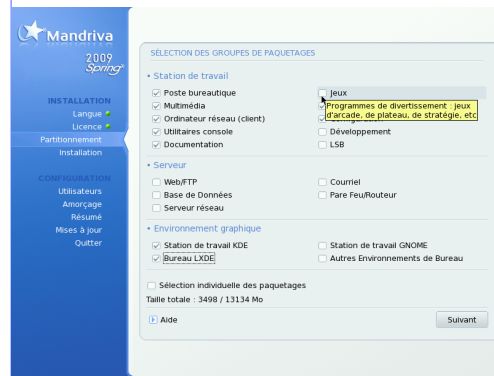 Mandriva
2009
Spring
INSTALLATION
Langue
Licence
Partitionnement
Installation
CONFIGURATION
Utilisateurs
Amorçage
Résumé
Mises à jour
Quitter
SÉLECTION DES GROUPES DE PAQUETAGES
• Station de travail
Poste bureautique
Jeux
Multimédia
Programmes de divertissement : jeux
d'arcade, de plateau, de stratégie, etc
Ordinateur réseau (client)
Utilitaires console
Développement
Documentation
LSB
• Serveur
Web/FTP
Courriel
Base de Données
Pare Feu/Routeur
Serveur réseau
• Environnement graphique
Station de travail KDE
Station de travail GNOME
Bureau LXDE
Autres Environnements de Bureau
Sélection individuelle des paquetages
Taille totale : 3498 / 13134 Mo
Aide
Suivant